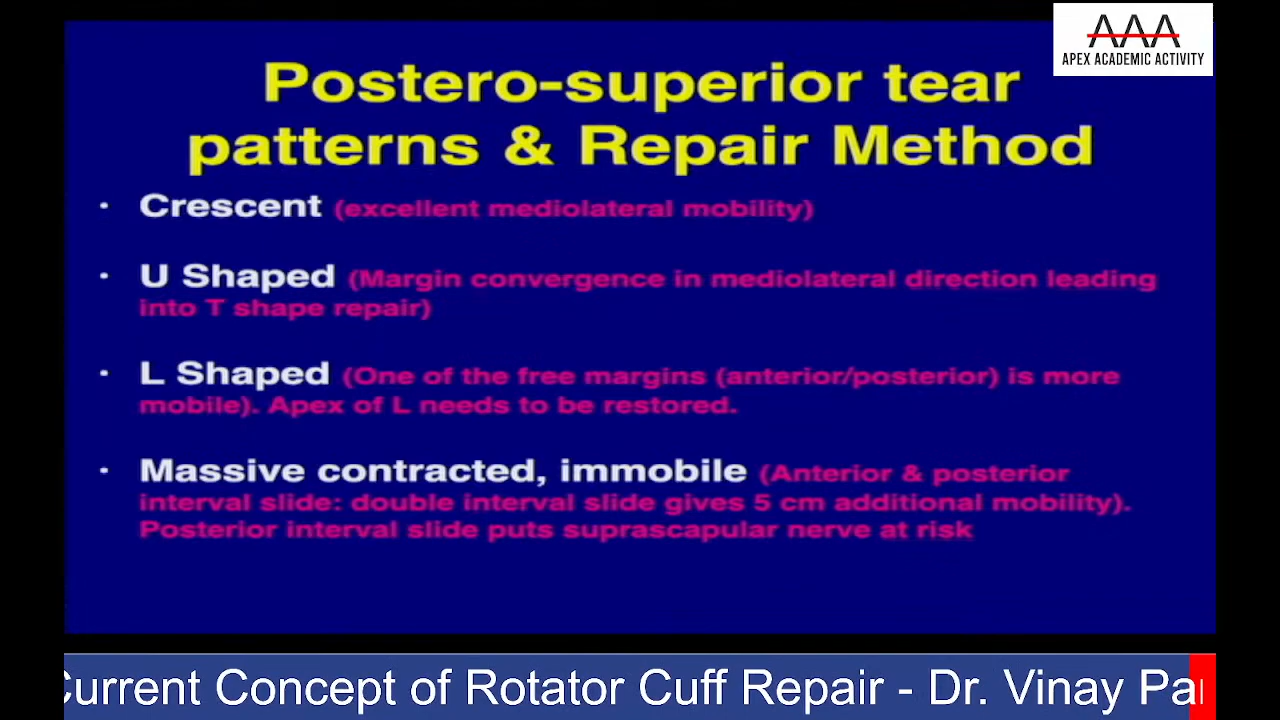 AAA
APEX ACADEMIC ACTIVITY
Postero-superior tear
patterns & Repair Method
• Crescent (excellent mediolateral mobility)
• U Shaped (Margin convergence in mediolateral direction leading
into T shape repair)
• L Shaped (One of the free margins (anterior/posterior) is more
mobile). Apex of L needs to be restored.
• Massive contracted, immobile (Anterior & posterior
interval slide: double interval slide gives 5 cm additional mobility).
Posterior interval slide puts suprascapular nerve at risk
Current Concept of Rotator Cuff Repair - Dr. Vinay